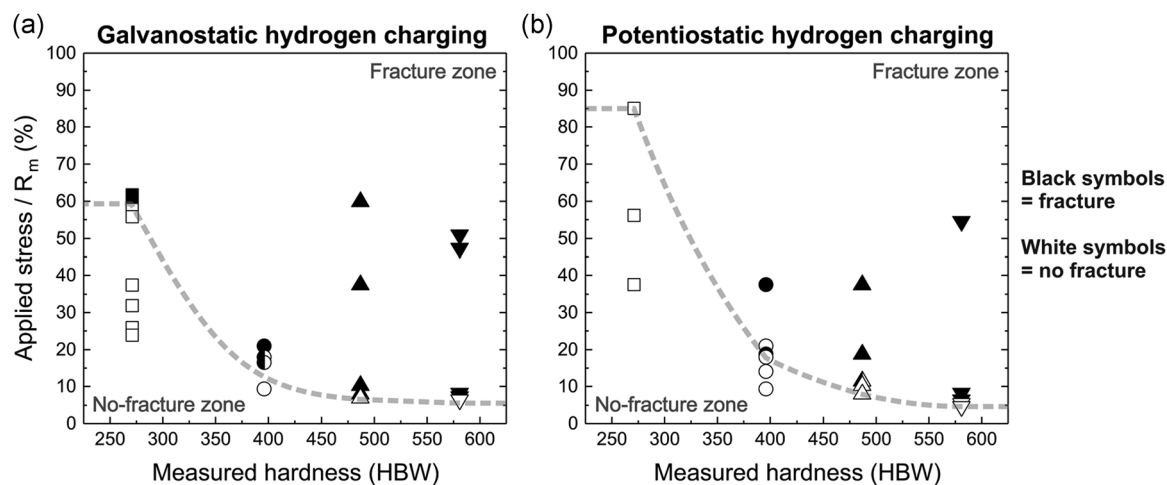 (a)
Galvanostatic hydrogen charging
Applied stress / Rm (%)
100
90
80
70
60
50
40
30
20
10
0
Fracture zone
No-fracture zone
250 300 350 400 450 500 550 600
Measured hardness (HBW)
(b)
Potentiostatic hydrogen charging
100
90
80
70
60
50
40
30
20
10
0
Fracture zone
No-fracture zone
250 300 350 400 450 500 550 600
Measured hardness (HBW)
Black symbols
= fracture
White symbols
= no fracture